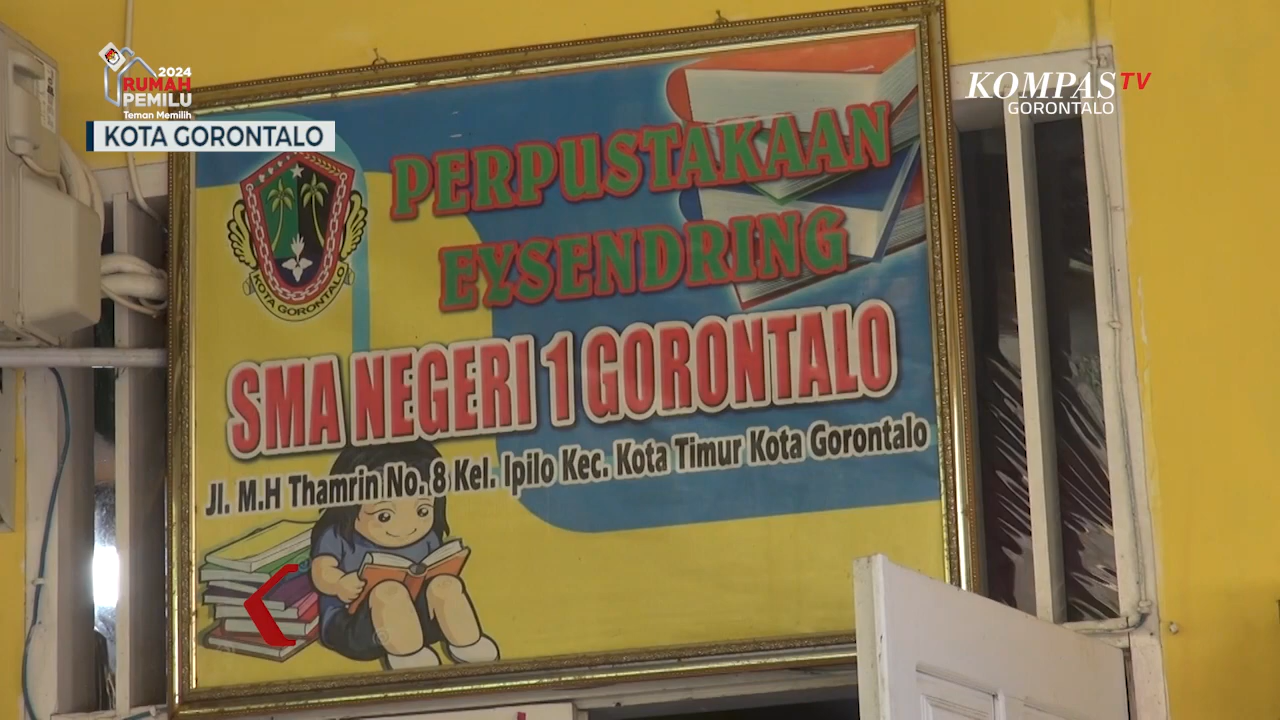 2024
RUMAH
PEMILU
Teman Memilih
KOTA GORONTALO
KOMPAS TV
GORONTALO
PERPUSTAKAAN
EYSENDRING
KOTA GORONTALO
SMA NEGERI 1 GORONTALO
Jl. M.H Thamrin No. 8 Kel. Ipilo Kec. Kota Timur Kota Gorontalo